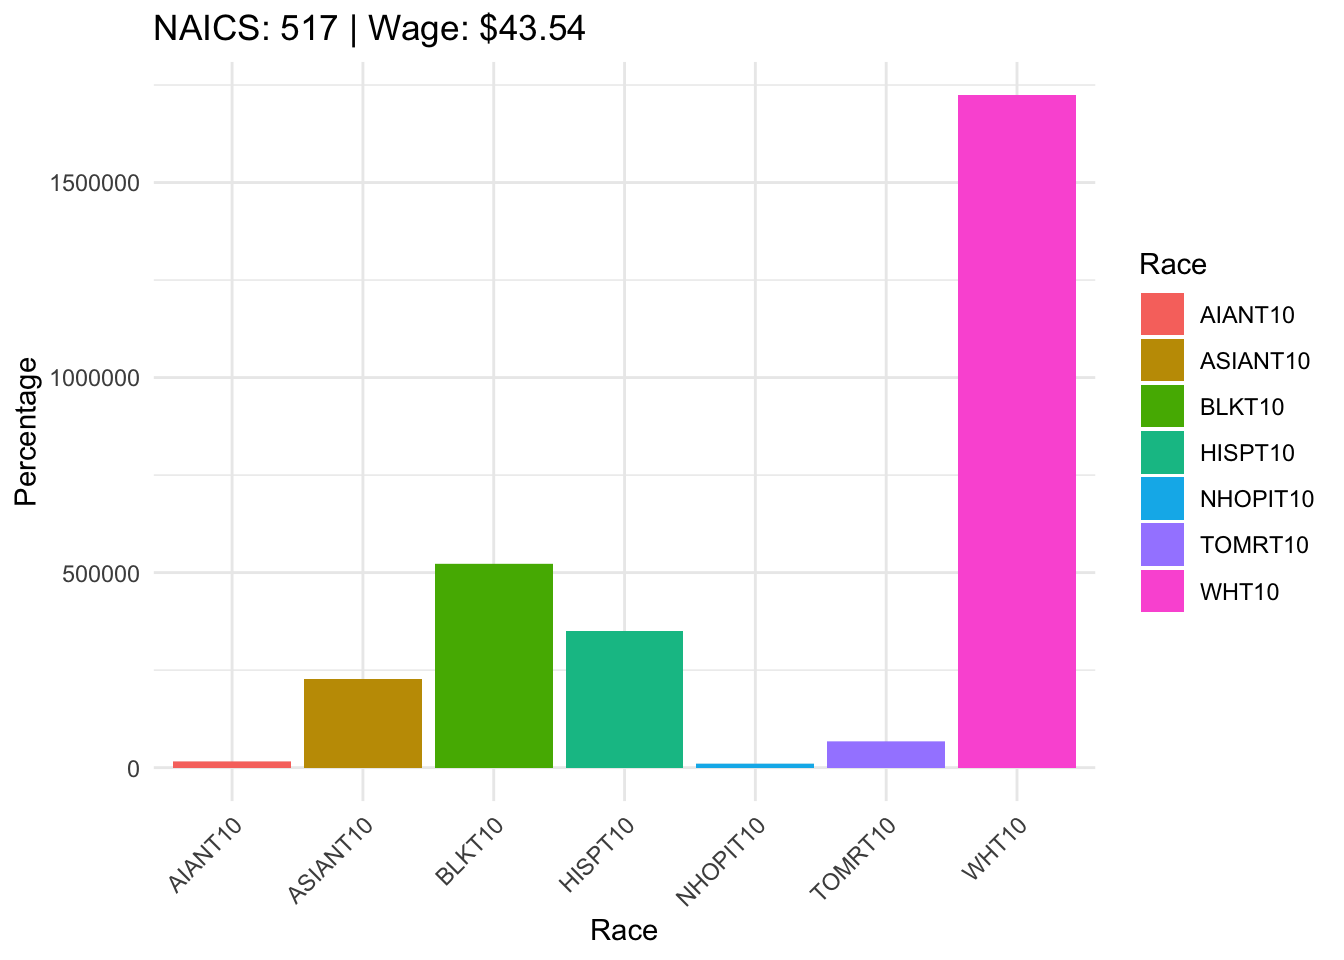 NAICS: 517 | Wage: $43.54
Percentage
1500000
1000000
500000
0
AIANT10
ASIANT10
BLKT10
HISPT10
NHOPIT10
TOMRT10
WHT10
Race
Race
AIANT10
ASIANT10
BLKT10
HISPT10
NHOPIT10
TOMRT10
WHT10